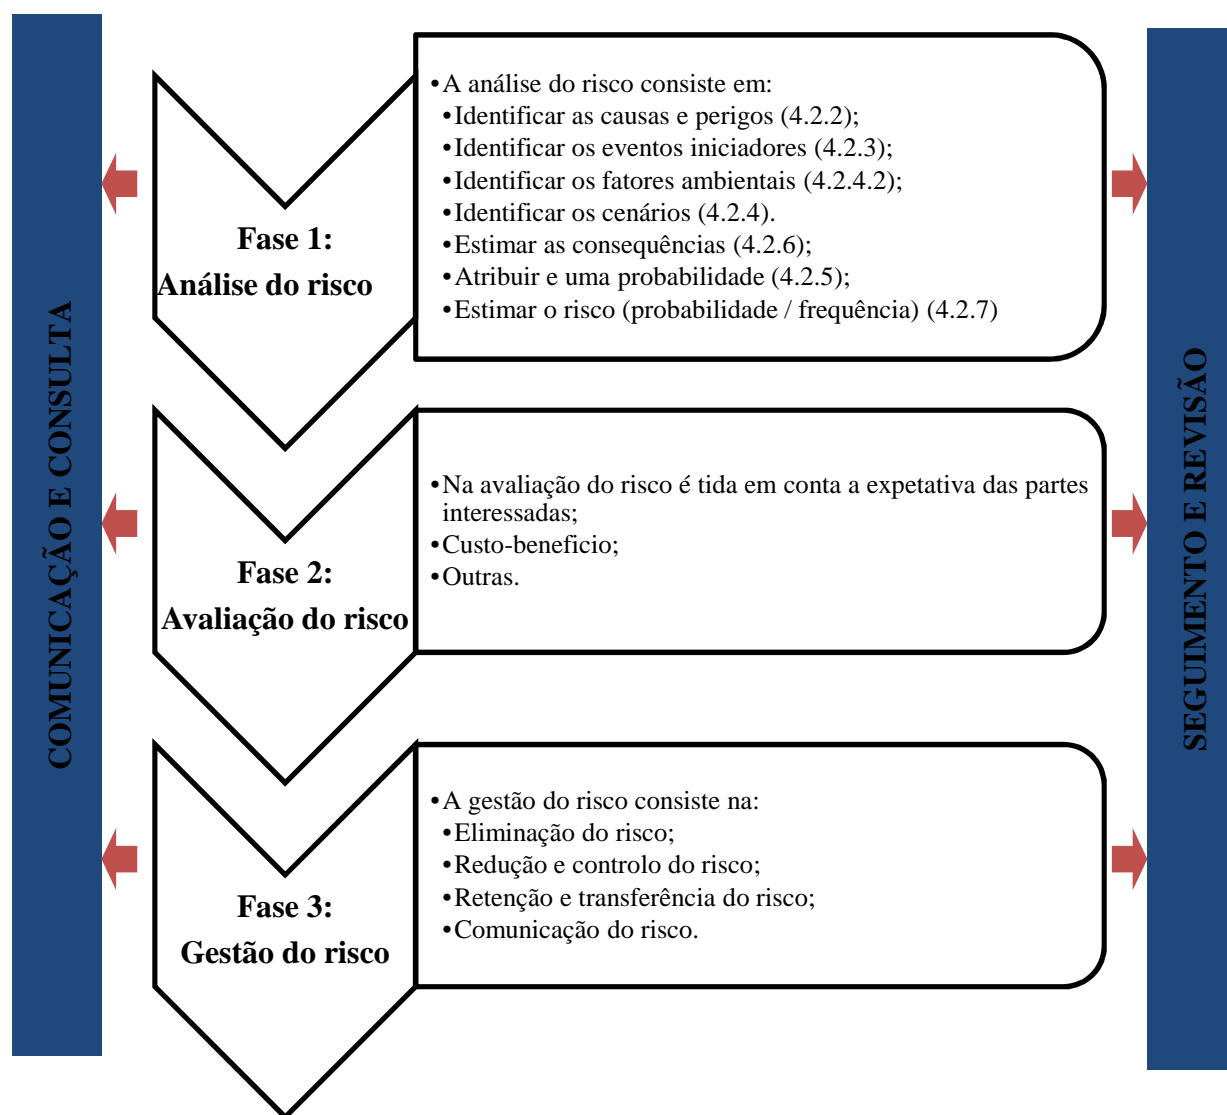 COMUNICAÇÃO E CONSULTA
Fase 1:
Análise do risco
•A análise do risco consiste em:
•Identificar as causas e perigos (4.2.2);
•Identificar os eventos iniciadores (4.2.3);
•Identificar os fatores ambientais (4.2.4.2);
•Identificar os cenários (4.2.4).
•Estimar as consequências (4.2.6);
•Atribuir e uma probabilidade (4.2.5);
•Estimar o risco (probabilidade / frequência) (4.2.7)
Fase 2:
Avaliação do risco
•Na avaliação do risco é tida em conta a expetativa das partes
interessadas;
•Custo-beneficio;
•Outras.
Fase 3:
Gestão do risco
•A gestão do risco consiste na:
•Eliminação do risco;
•Redução e controlo do risco;
•Retenção e transferência do risco;
•Comunicação do risco.
SEGUIMENTO E REVISÃO